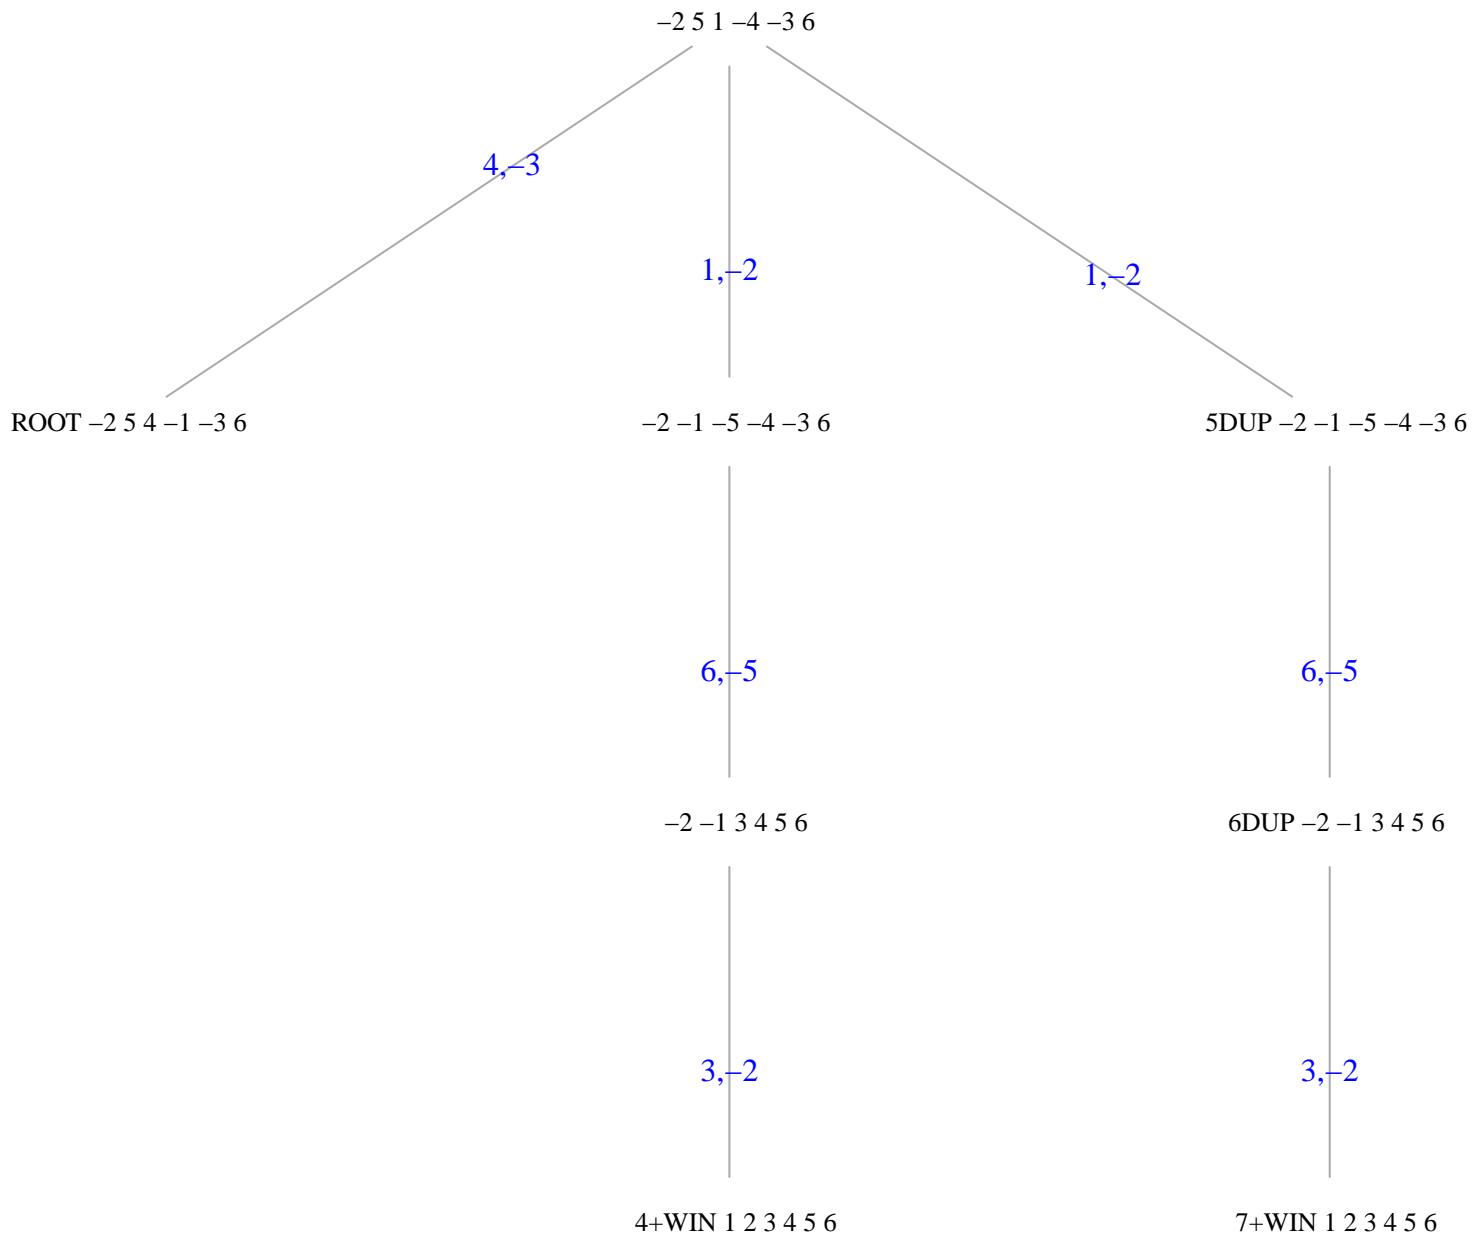 –2 5 1 –4 –3 6
4,–3
1,–2
1,–2
ROOT –2 5 4 –1 –3 6
–2 –1 –5 –4 –3 6
5DUP –2 –1 –5 –4 –3 6
6,–5
6,–5
–2 –1 3 4 5 6
6DUP –2 –1 3 4 5 6
3,–2
3,–2
4+WIN 1 2 3 4 5 6
7+WIN 1 2 3 4 5 6